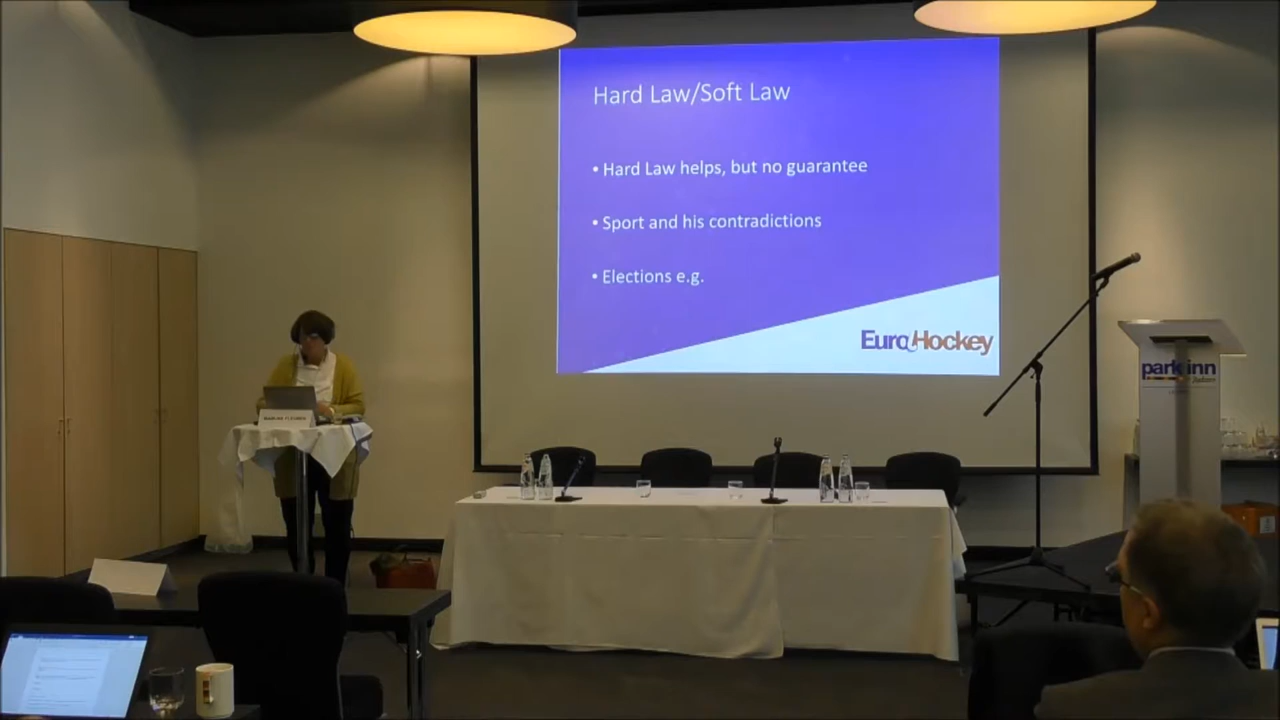 Hard Law/Soft Law
• Hard Law helps, but no guarantee
• Sport and his contradictions
• Elections e.g.
EuroHockey
park inn